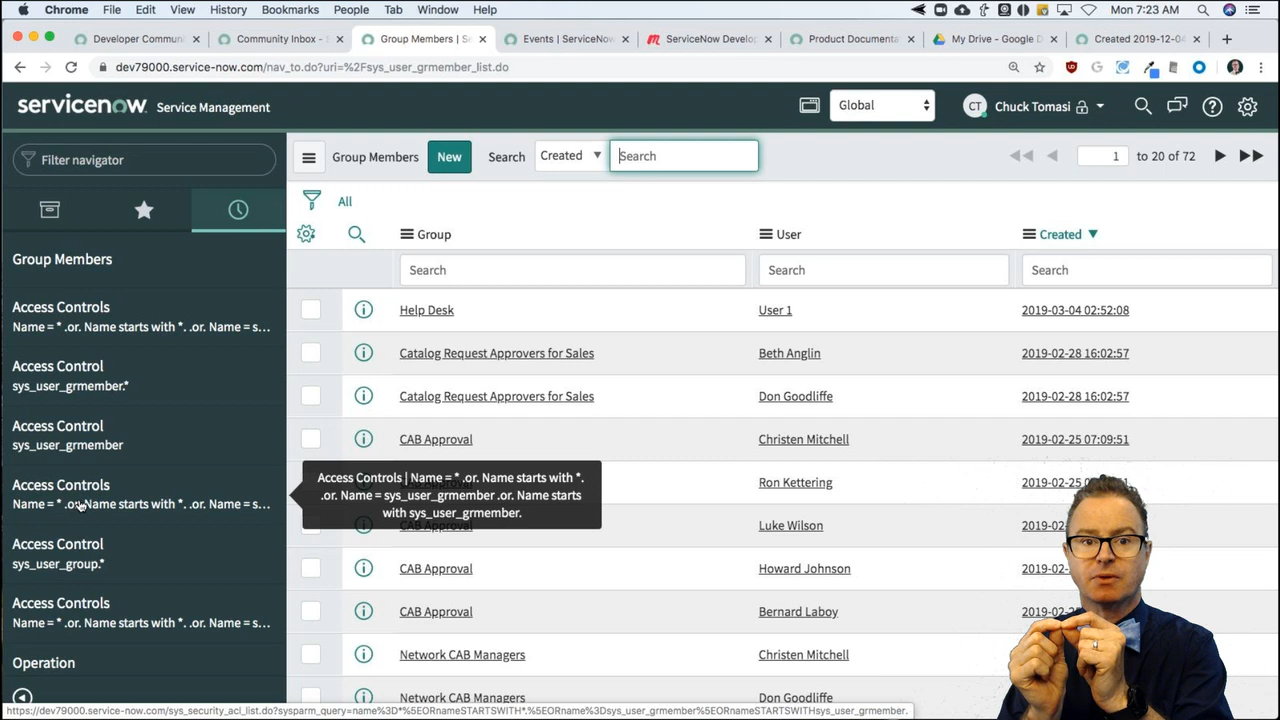 Chrome File Edit View History Bookmarks People Tab Window Help Mon 7:23 AM
Developer Commun Community Inbox - S Group Members | Se Events | ServiceNow ServiceNow Develop Product Documenta My Drive - Google D Created 2019-12-04
dev79000.service-now.com/nav_to.do?uri=%2Fsys_user_grmember_list.do
servicenow Service Management Global CT Chuck Tomasi
Filter navigator
Group Members New Search Created Search 1 to 20 of 72
All
Group User Created
Search Search Search
Group Members
Access Controls
Name = * .or. Name starts with *. .or. Name = s...
Access Control
sys_user_grmember.*
Access Control
sys_user_grmember
Access Controls
Name = * .or. Name starts with *. .or. Name = s...
Access Control
sys_user_group.*
Access Controls
Name = * .or. Name starts with *. .or. Name = s...
Operation
Help Desk User 1 2019-03-04 02:52:08
Catalog Request Approvers for Sales Beth Anglin 2019-02-28 16:02:57
Catalog Request Approvers for Sales Don Goodliffe 2019-02-28 16:02:57
CAB Approval Christen Mitchell 2019-02-25 07:09:51
Ron Kettering
CAB Approval Luke Wilson
CAB Approval Howard Johnson
CAB Approval Bernard Laboy
Network CAB Managers Christen Mitchell
Network CAB Managers Don Goodliffe
Access Controls | Name = * .or. Name starts with *.
.or. Name = sys_user_grmember .or. Name starts
with sys_user_grmember.
https://dev79000.service-now.com/sys_security_acl_list.do?sysparm_query=name%3D*%5EORnameSTARTSWITH*.%5EORname%3Dsys_user_grmember%5EORnameSTARTSWITHsys_user_grmember.